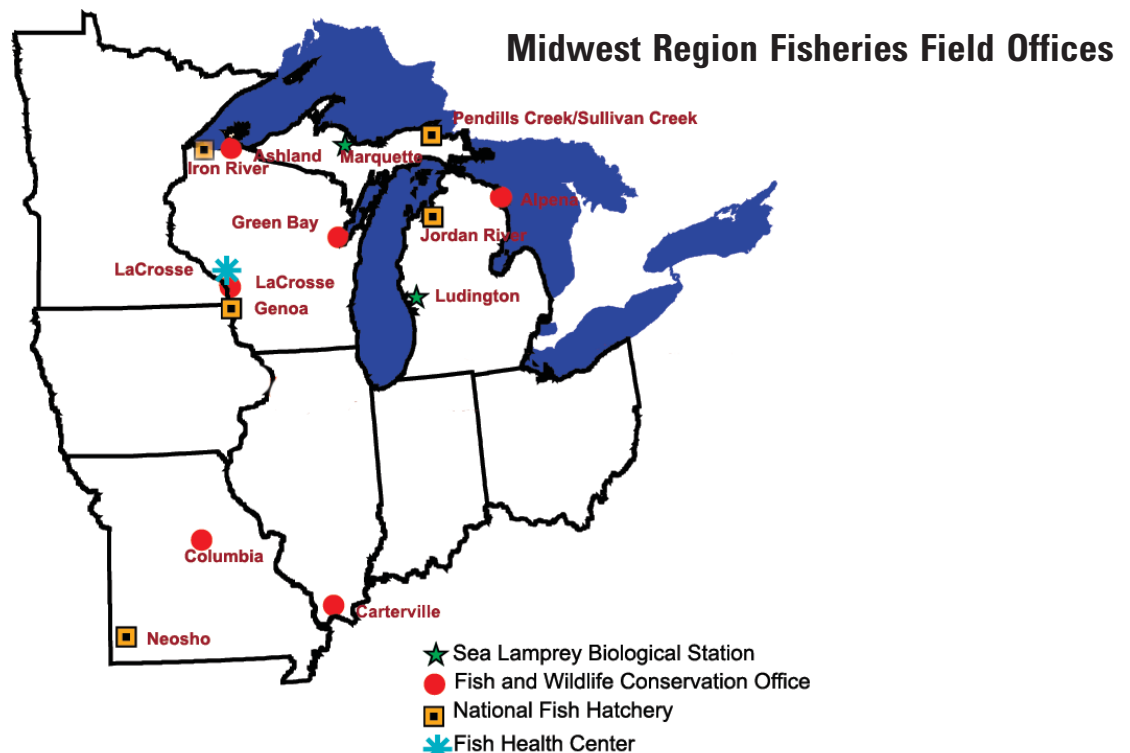 Midwest Region Fisheries Field Offices
Pendills Creek/Sullivan Creek
Ashland
Marquette
Iron River
Alpena
Green Bay
Jordan River
LaCrosse
LaCrosse
Ludington
Genoa
Columbia
Carterville
Neosho
Sea Lamprey Biological Station
Fish and Wildlife Conservation Office
National Fish Hatchery
Fish Health Center